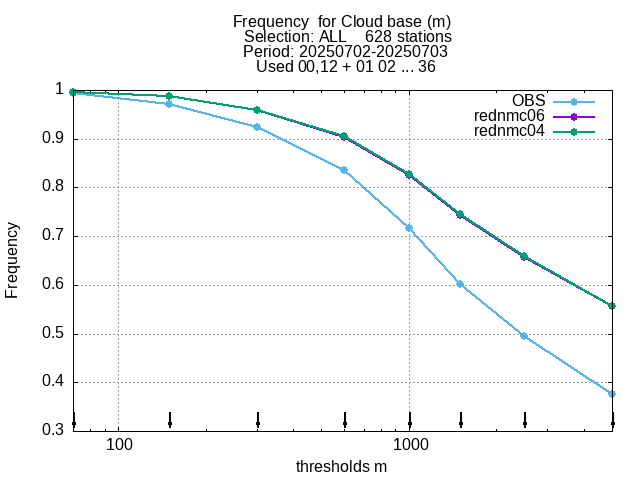 Frequency  for Cloud base (m)
Selection: ALL    628 stations
Period: 20250702-20250703
Used 00,12 + 01 02 ... 36
OBS
rednmc06
rednmc04
1
0.9
0.8
0.7
0.6
0.5
0.4
0.3
Frequency
100
1000
thresholds m